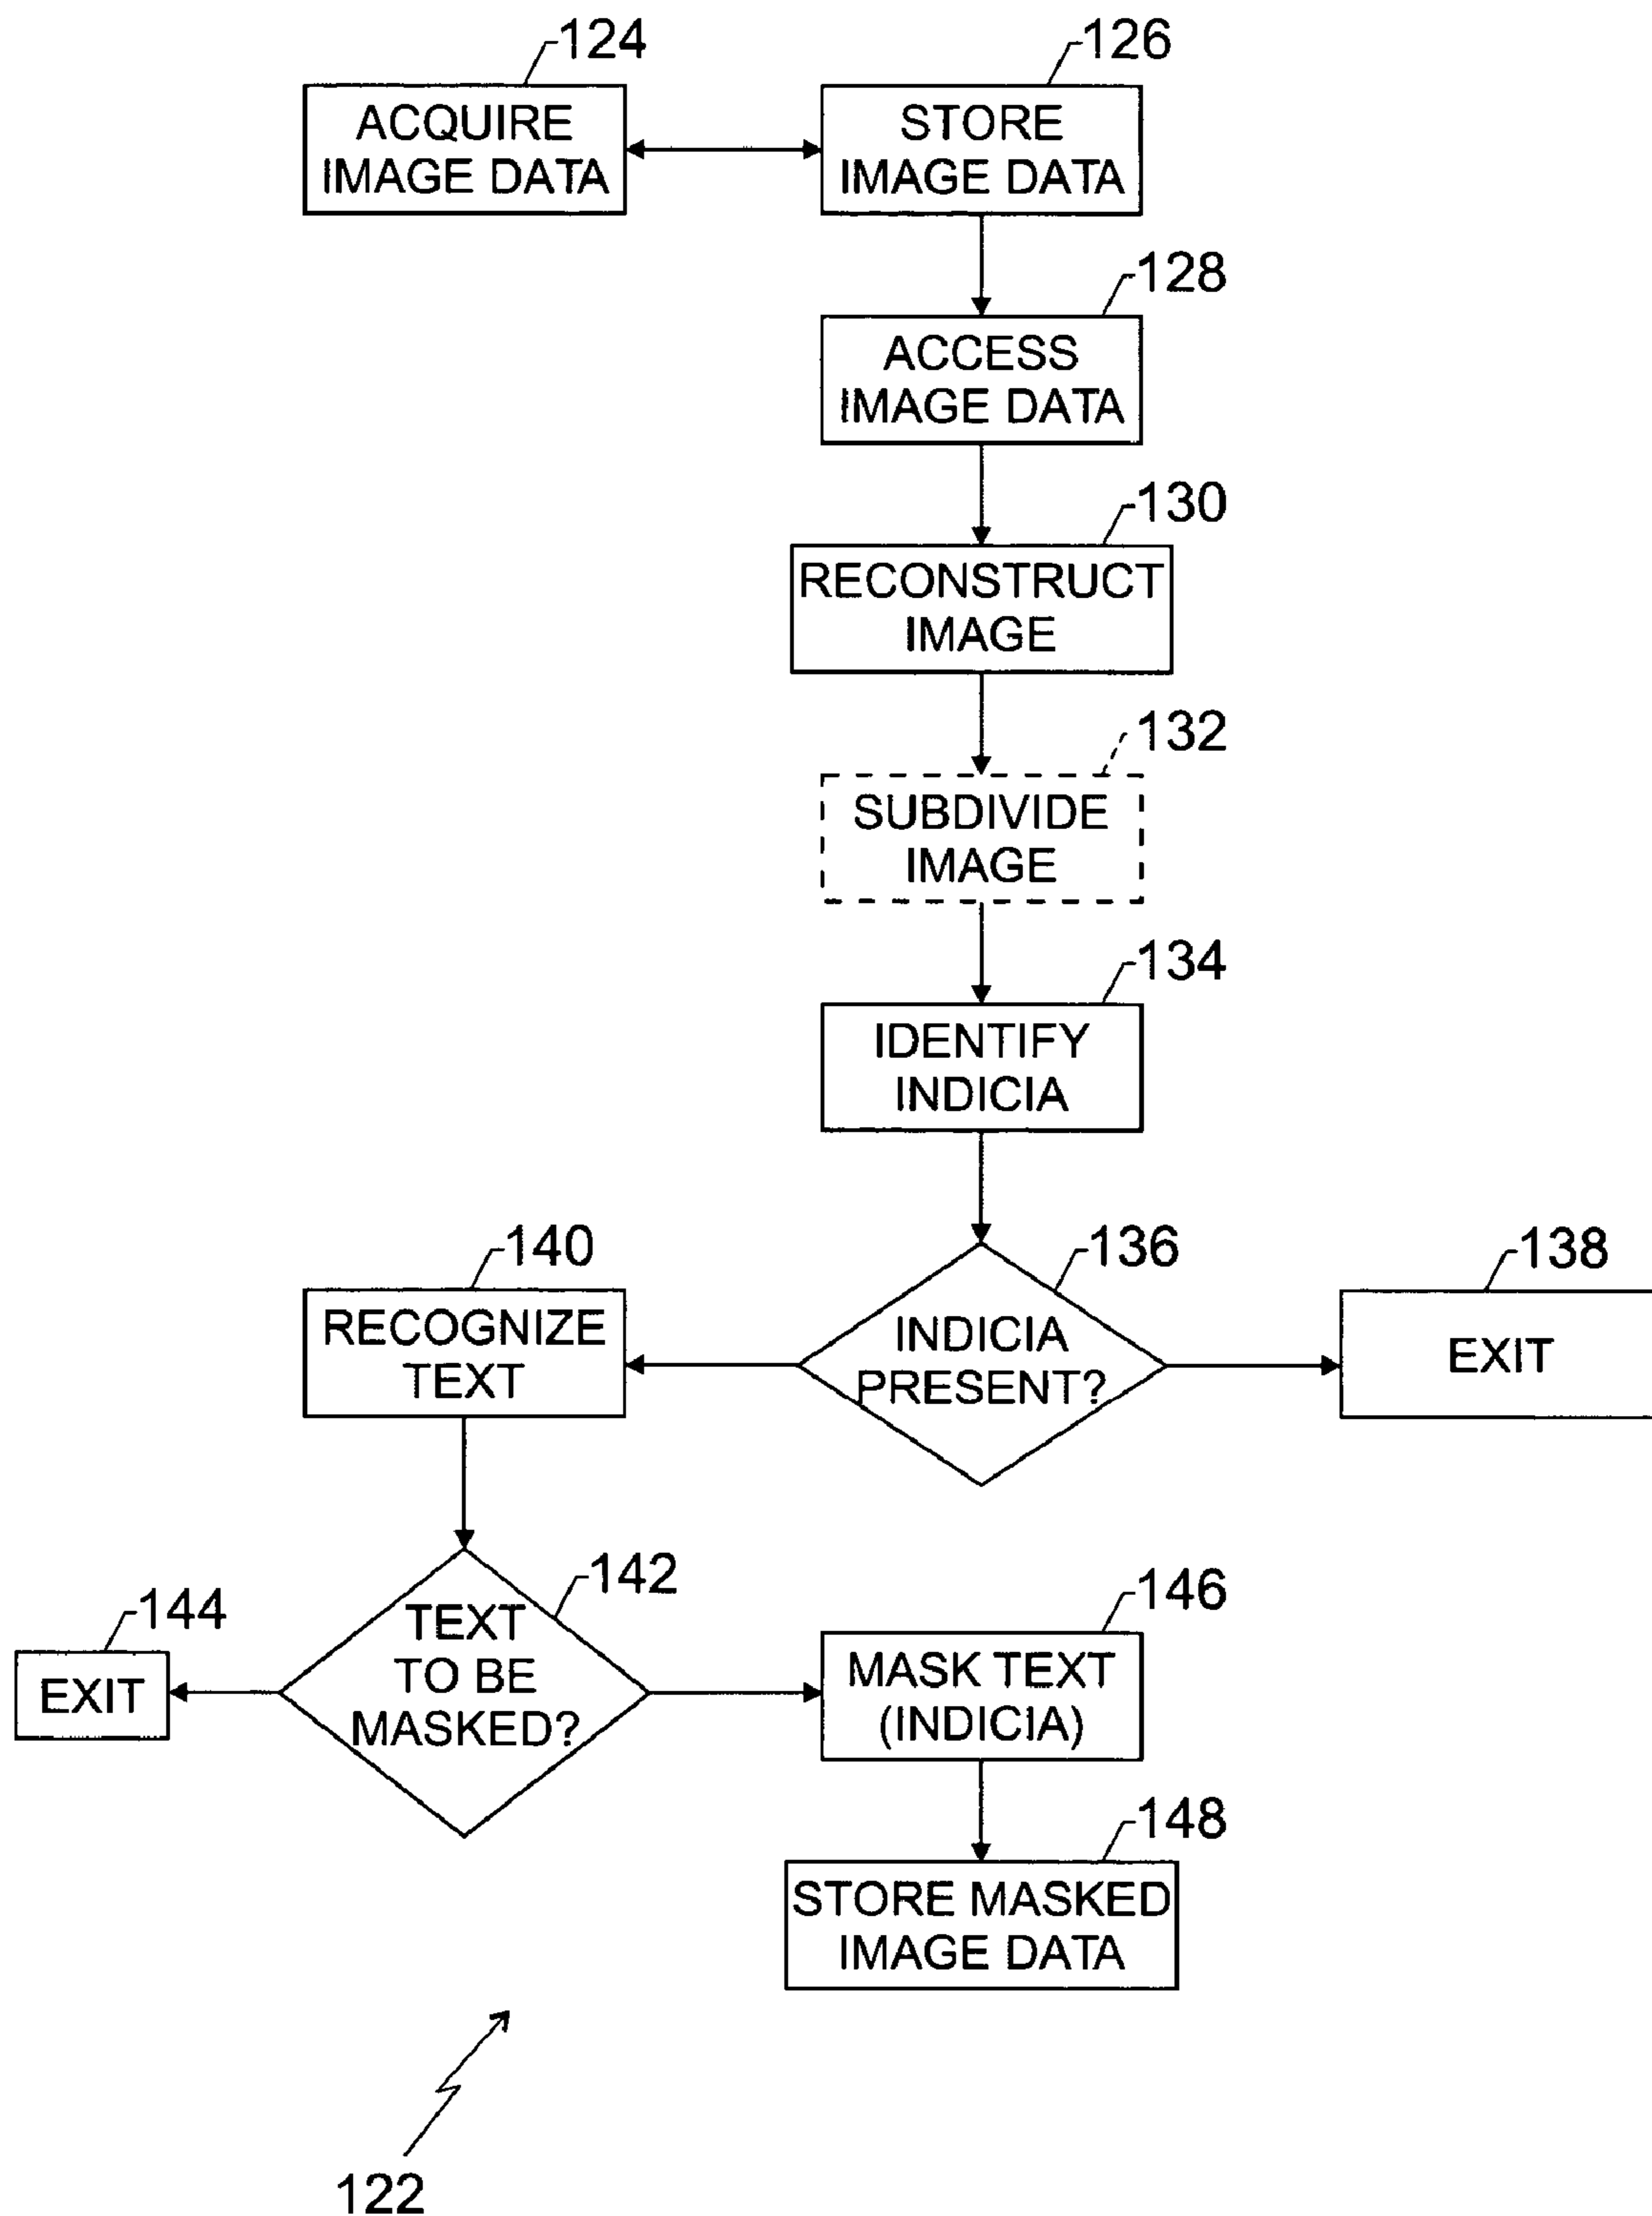 124
ACQUIRE
IMAGE DATA
126
STORE
IMAGE DATA
128
ACCESS
IMAGE DATA
130
RECONSTRUCT
IMAGE
132
SUBDIVIDE
IMAGE
134
IDENTIFY
INDICIA
136
INDICIA
PRESENT?
138
EXIT
140
RECOGNIZE
TEXT
142
TEXT
TO BE
MASKED?
144
EXIT
146
MASK TEXT
(INDICIA)
148
STORE MASKED
IMAGE DATA
122